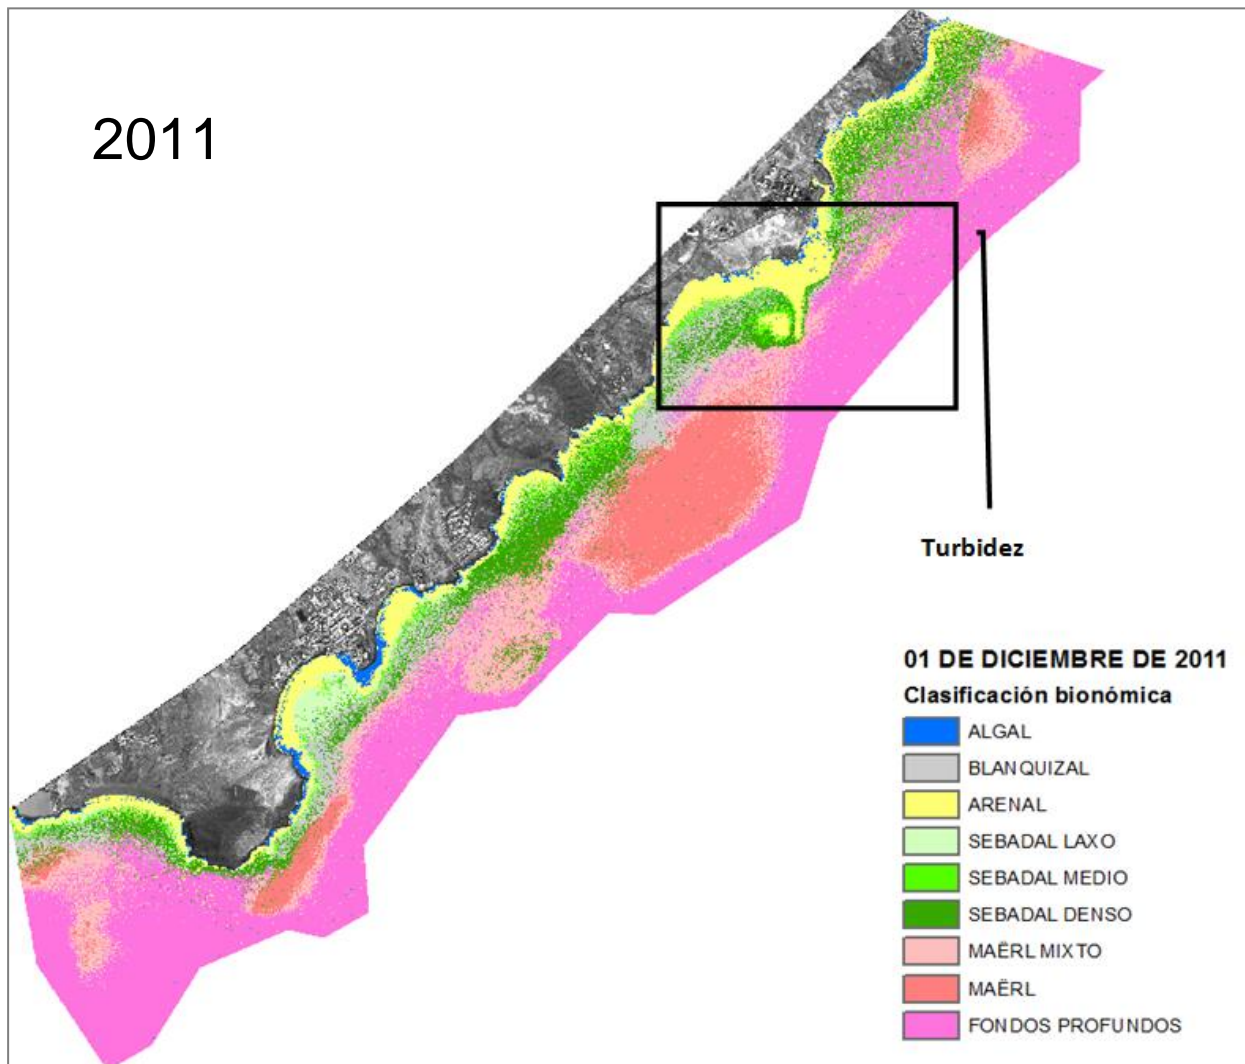 2011
Turbidez
01 DE DICIEMBRE DE 2011
Clasificación bionómica
ALGAL
BLANQUIZAL
ARENAL
SEBADAL LAXO
SEBADAL MEDIO
SEBADAL DENSO
MAËRL MIXTO
MAËRL
FONDOS PROFUNDOS